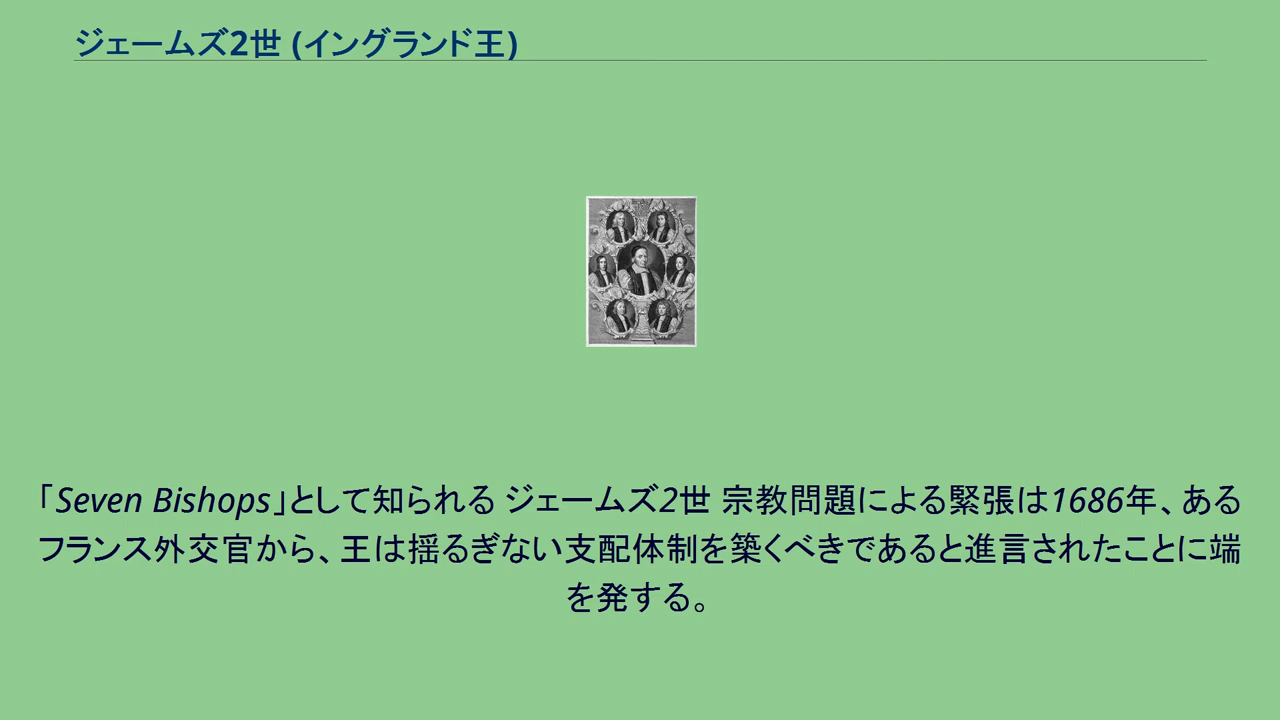 ジェームズ2世 (イングランド王)
「Seven Bishops」として知られる ジェームズ2世 宗教問題による緊張は1686年、ある
フランス外交官から、王は揺るぎない支配体制を築くべきであると進言されたことに端
を発する。